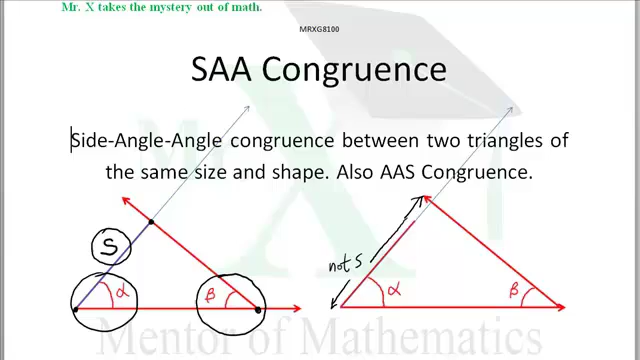 Mr. X takes the mystery out of math.
MRXG8100
SAA Congruence
Side-Angle-Angle congruence between two triangles of
the same size and shape. Also AAS Congruence.
S
not S
α
β
α
β
Mentor of Mathematics